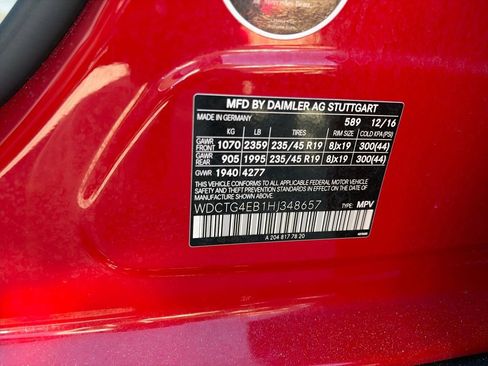 MFD BY DAIMLER AG STUTTGART
MADE IN GERMANY 589 12/16
KG LB TIRES RIM SIZE COLD KPA (PSI)
GAWR FRONT 1070 2359 235/45 R19 8Jx19 300(44)
GAWR REAR 905 1995 235/45 R19 8Jx19 300(44)
GVWR 1940 4277
THIS VEHICLE CONFORMS TO ALL APPLICABLE FEDERAL MOTOR VEHICLE
SAFETY, BUMPER, AND THEFT PREVENTION STANDARDS IN EFFECT ON THE DATE OF
MANUFACTURE SHOWN ABOVE.
WDCTG4EB1HJ348657 TYPE: MPV
A 204 817 78 20